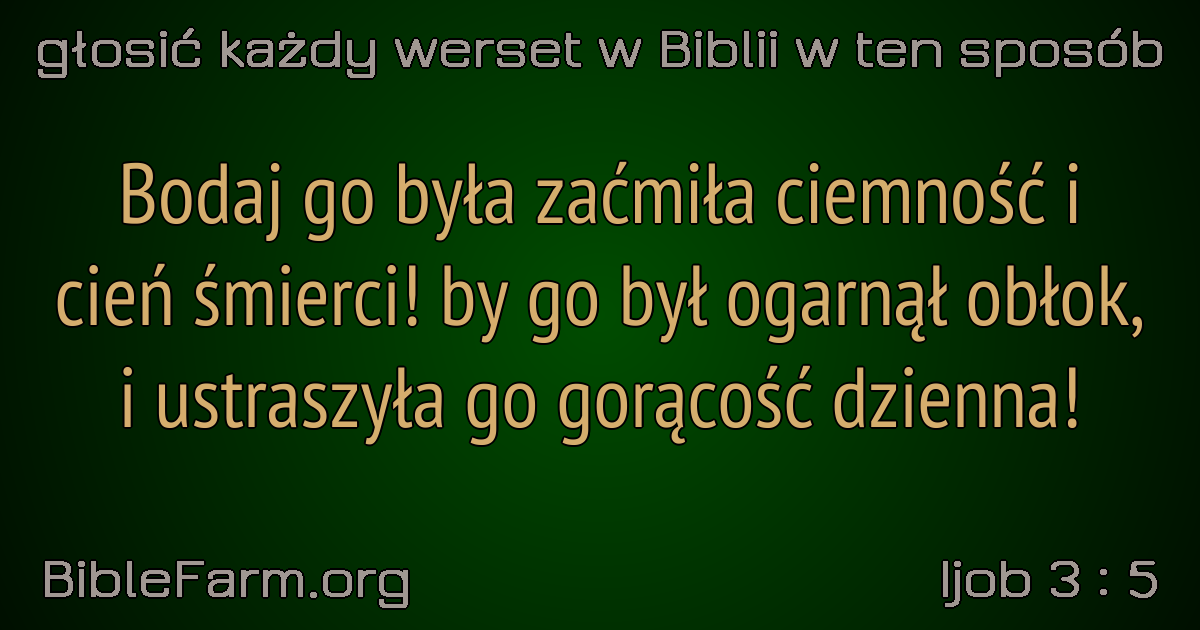 głosić każdy werset w Biblii w ten sposób
Bodaj go była zaćmiła ciemność i
cień śmierci! by go był ogarnął obłok,
i ustraszyła go gorącość dzienna!
BibleFarm.org
Ijob 3 : 5